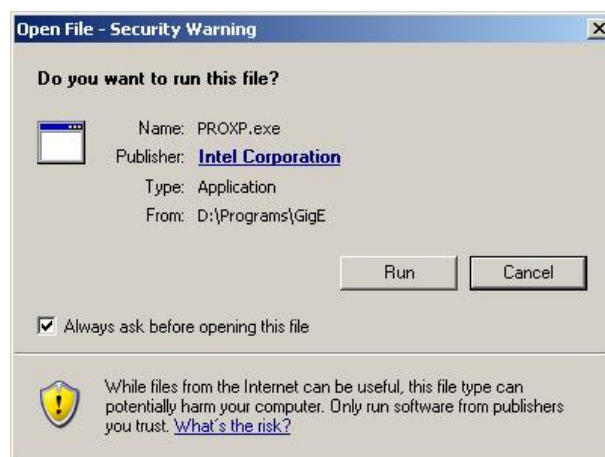 Open File - Security Warning
Do you want to run this file?
Name: PROXP.exe
Publisher: Intel Corporation
Type: Application
From: D:\Programs\GigE
Run Cancel
Always ask before opening this file
While files from the Internet can be useful, this file type can
potentially harm your computer. Only run software from publishers
you trust. What's the risk?